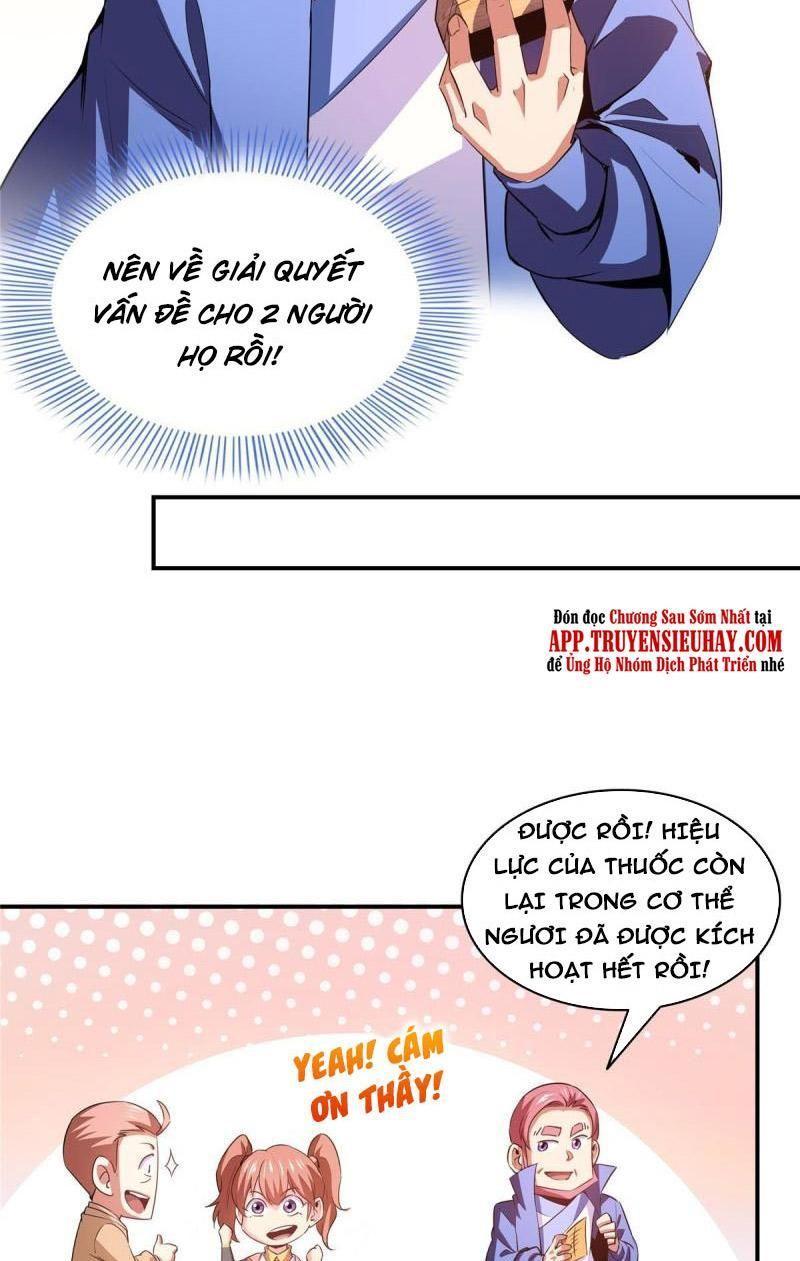 NÊN VỀ GIẢI QUYẾT
VẤN ĐỀ CHO 2 NGƯỜI
HỌ RỒI!
Đón đọc Chương Sau Sớm Nhất tại
APP.TRUYENSIEUHAY.COM
để Ủng Hộ Nhóm Dịch Phát Triển nhé
ĐƯỢC RỒI! HIỆU
LỰC CỦA THUỐC CÒN
LẠI TRONG CƠ THỂ
NGƯƠI ĐÃ ĐƯỢC KÍCH
HOẠT HẾT RỒI!
YEAH! CÁM
ƠN THẦY!